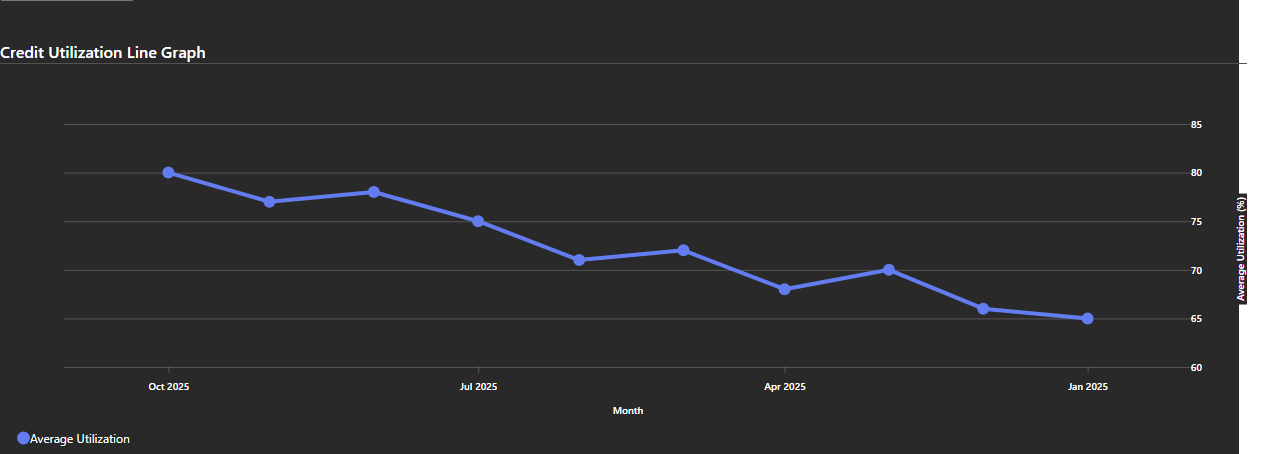 Credit Utilization Line Graph
85
80
75
70
65
60
Average Utilization (%)
Oct 2025 Jul 2025 Apr 2025 Jan 2025
Month
Average Utilization